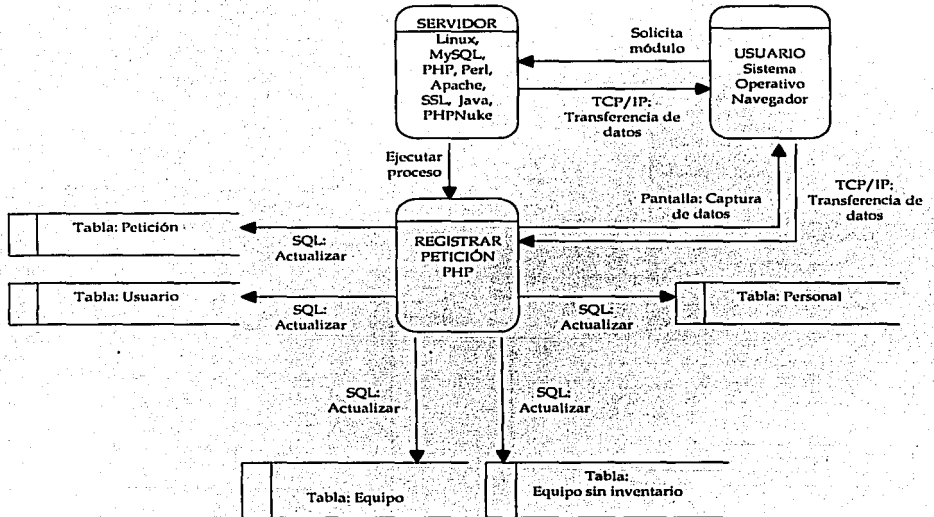 SERVIDOR
Linux,
MySQL,
PHP, Perl,
Apache,
SSL, Java,
PHPNuke
Solicita
módulo
USUARIO
Sistema
Operativo
Navegador
TCP/IP:
Transferencia de
datos
Ejecutar
proceso
Pantalla: Captura
de datos
TCP/IP:
Transferencia de
datos
Tabla: Petición
SQL:
Actualizar
REGISTRAR
PETICIÓN
PHP
Tabla: Usuario
SQL:
Actualizar
SQL:
Actualizar
Tabla: Personal
SQL:
Actualizar
SQL:
Actualizar
Tabla: Equipo
Tabla:
Equipo sin inventario